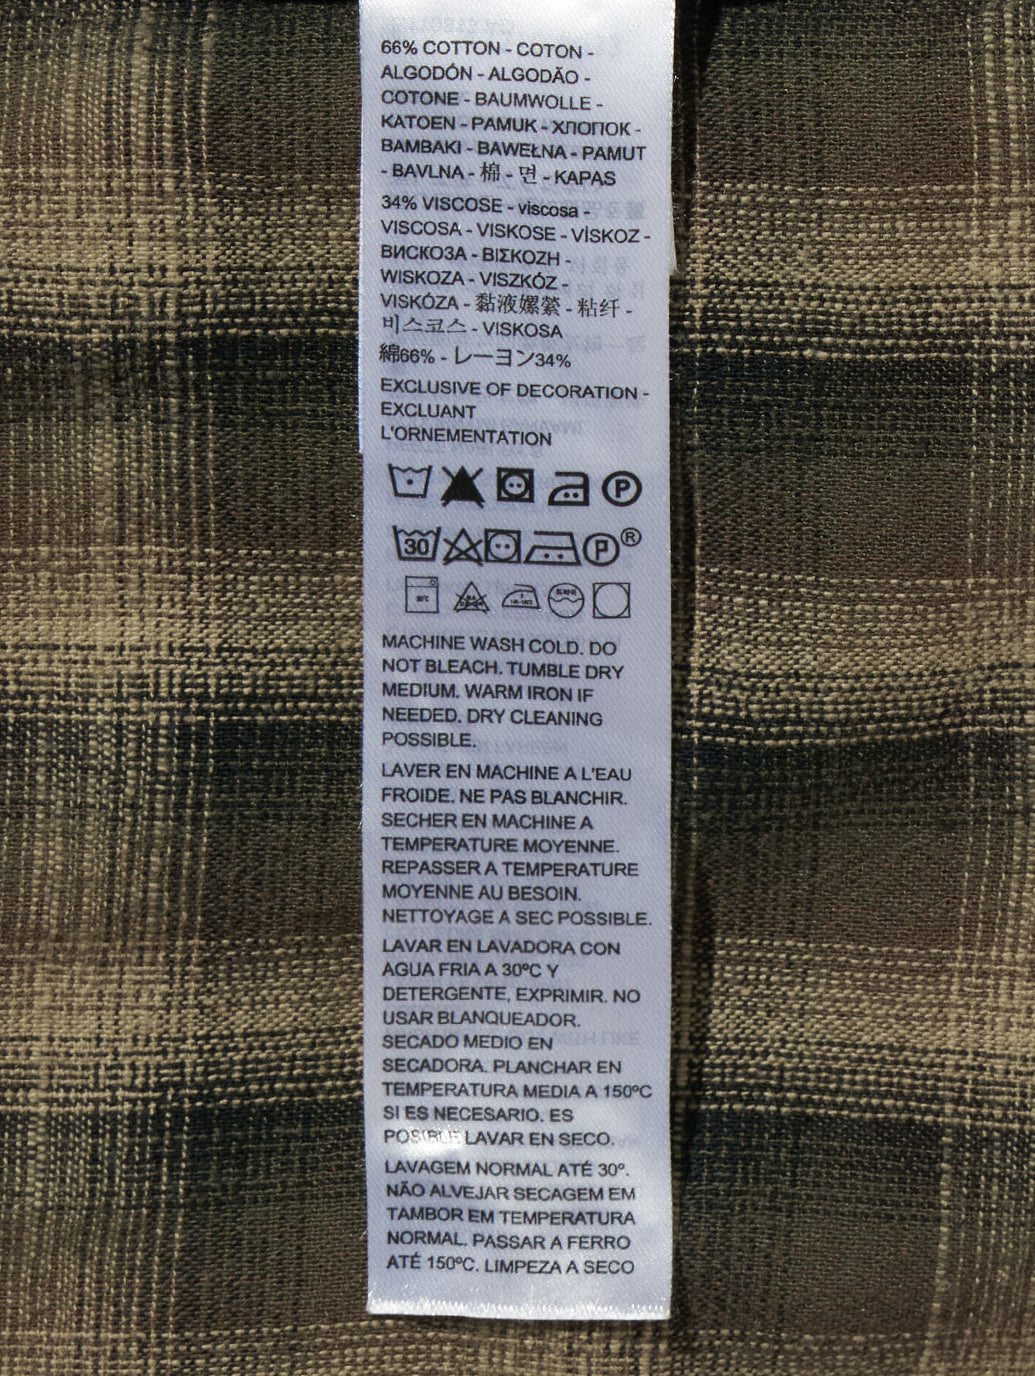 66% COTTON - COTON -
ALGODÓN - ALGODÃO -
COTONE - BAUMWOLLE -
KATOEN - PAMUK - ХЛОПОК -
BAMBAKI - BAWEŁNA - PAMUT
- BAVLNA - 棉 - 면 - KAPAS
34% VISCOSE - viscosa -
VISCOSA - VISKOSE - VİSKOZ -
ВИСКОЗА - ΒΙΣΚΟΖΗ -
WISKOZA - VISZKÓZ -
VISKÓZA - 黏液嫘縈 - 粘纤 -
비스코스 - VISKOSA
綿66% - レーヨン34%
EXCLUSIVE OF DECORATION -
EXCLUANT
L'ORNEMENTATION
P
30 P ®
MACHINE WASH COLD. DO
NOT BLEACH. TUMBLE DRY
MEDIUM. WARM IRON IF
NEEDED. DRY CLEANING
POSSIBLE.
LAVER EN MACHINE A L'EAU
FROIDE. NE PAS BLANCHIR.
SECHER EN MACHINE A
TEMPERATURE MOYENNE.
REPASSER A TEMPERATURE
MOYENNE AU BESOIN.
NETTOYAGE A SEC POSSIBLE.
LAVAR EN LAVADORA CON
AGUA FRIA A 30ºC Y
DETERGENTE, EXPRIMIR. NO
USAR BLANQUEADOR.
SECADO MEDIO EN
SECADORA. PLANCHAR EN
TEMPERATURA MEDIA A 150ºC
SI ES NECESARIO. ES
POSIBLE LAVAR EN SECO.
LAVAGEM NORMAL ATÉ 30º.
NÃO ALVEJAR SECAGEM EM
TAMBOR EM TEMPERATURA
NORMAL. PASSAR A FERRO
ATÉ 150ºC. LIMPEZA A SECO